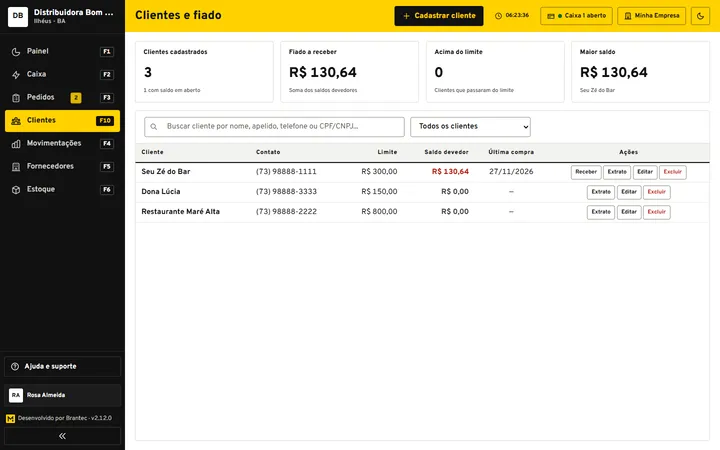 DB
Distribuidora Bom ...
Ilhéus - BA
Painel F1
Caixa F2
Pedidos 2 F3
Clientes F10
Movimentações F4
Fornecedores F5
Estoque F6
Ajuda e suporte
RA Rosa Almeida
Desenvolvido por Brantec · v2.12.0
Clientes e fiado
+ Cadastrar cliente
06:23:36
Caixa 1 aberto
Minha Empresa
Clientes cadastrados
3
1 com saldo em aberto
Fiado a receber
R$ 130,64
Soma dos saldos devedores
Acima do limite
0
Clientes que passaram do limite
Maior saldo
R$ 130,64
Seu Zé do Bar
Buscar cliente por nome, apelido, telefone ou CPF/CNPJ...
Todos os clientes
Cliente Contato Limite Saldo devedor Última compra Ações
Seu Zé do Bar (73) 98888-1111 R$ 300,00 R$ 130,64 27/11/2026 Receber Extrato Editar Excluir
Dona Lúcia (73) 98888-3333 R$ 150,00 R$ 0,00 — Extrato Editar Excluir
Restaurante Maré Alta (73) 98888-2222 R$ 800,00 R$ 0,00 — Extrato Editar Excluir